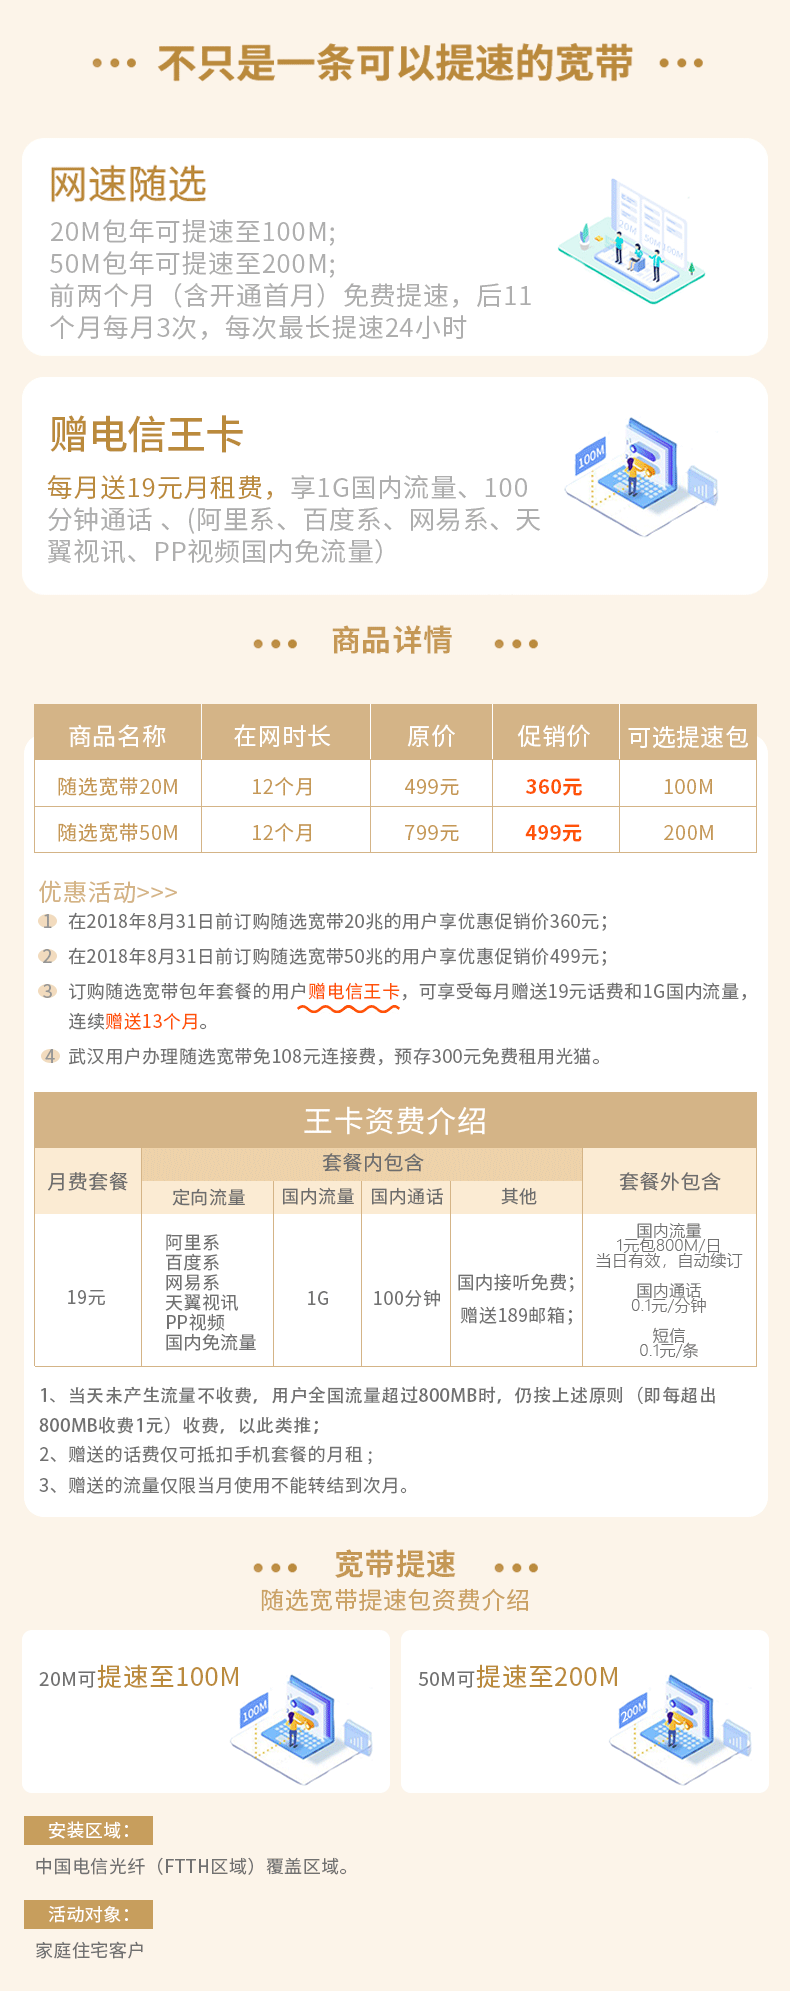 不只是一条可以提速的宽带
网速随选
20M包年可提速至100M;
50M包年可提速至200M;
前两个月（含开通首月）免费提速，后11
个月每月3次，每次最长提速24小时
20M
50M
100M
赠电信王卡
每月送19元月租费，享1G国内流量、100
分钟通话 、(阿里系、百度系、网易系、天
翼视讯、PP视频国内免流量）
100M
商品详情
商品名称 在网时长 原价 促销价 可选提速包
随选宽带20M 12个月 499元 360元 100M
随选宽带50M 12个月 799元 499元 200M
优惠活动>>>
1 在2018年8月31日前订购随选宽带20兆的用户享优惠促销价360元；
2 在2018年8月31日前订购随选宽带50兆的用户享优惠促销价499元；
3 订购随选宽带包年套餐的用户赠电信王卡，可享受每月赠送19元话费和1G国内流量，
连续赠送13个月。
4 武汉用户办理随选宽带免108元连接费，预存300元免费租用光猫。
王卡资费介绍
月费套餐 套餐内包含 套餐外包含
定向流量 国内流量 国内通话 其他
19元
阿里系
百度系
网易系
天翼视讯
PP视频
国内免流量
1G
100分钟
国内接听免费；
赠送189邮箱；
国内流量
1元包800M/日
当日有效，自动续订
国内通话
0.1元/分钟
短信
0.1元/条
1、当天未产生流量不收费，用户全国流量超过800MB时，仍按上述原则（即每超出
800MB收费1元）收费，以此类推；
2、赠送的话费仅可抵扣手机套餐的月租；
3、赠送的流量仅限当月使用不能转结到次月。
宽带提速
随选宽带提速包资费介绍
20M可提速至100M
100M
50M可提速至200M
200M
安装区域：
中国电信光纤（FTTH区域）覆盖区域。
活动对象：
家庭住宅客户